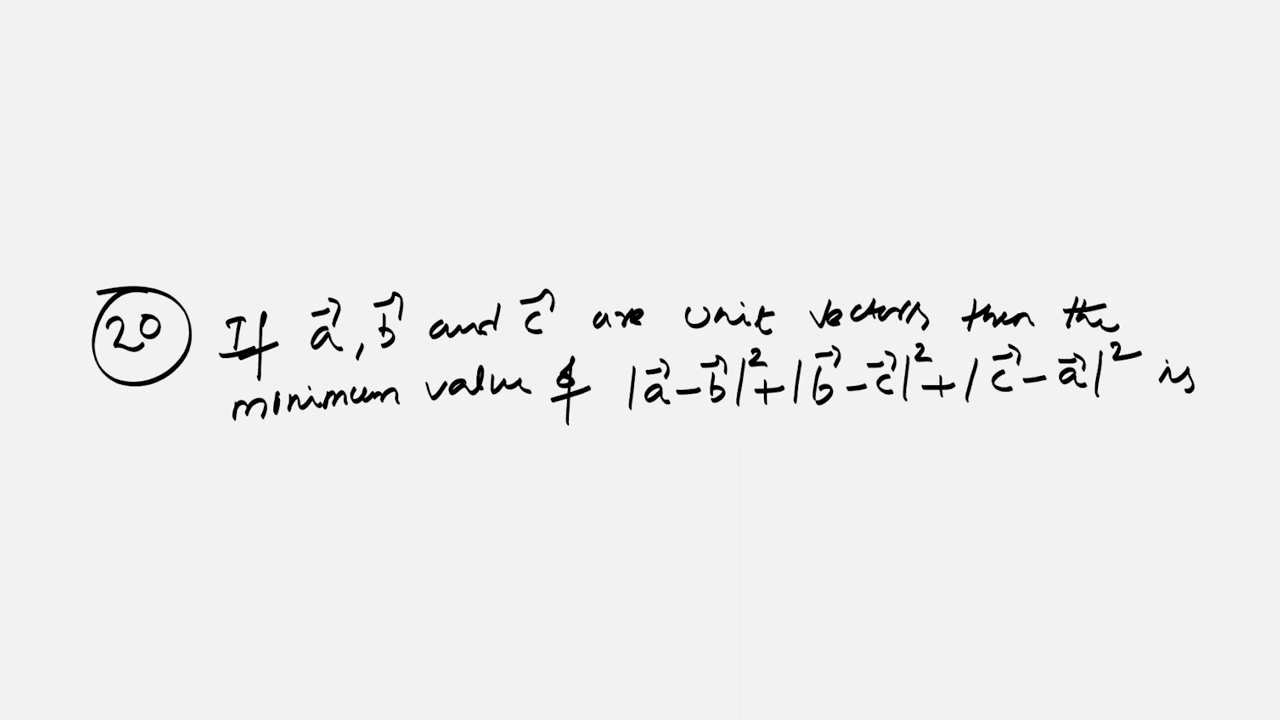 20 If a⃗, b⃗ and c⃗ are unit vectors then the
minimum value of |a⃗-b⃗|²+|b⃗-c⃗|²+|c⃗-a⃗|² is